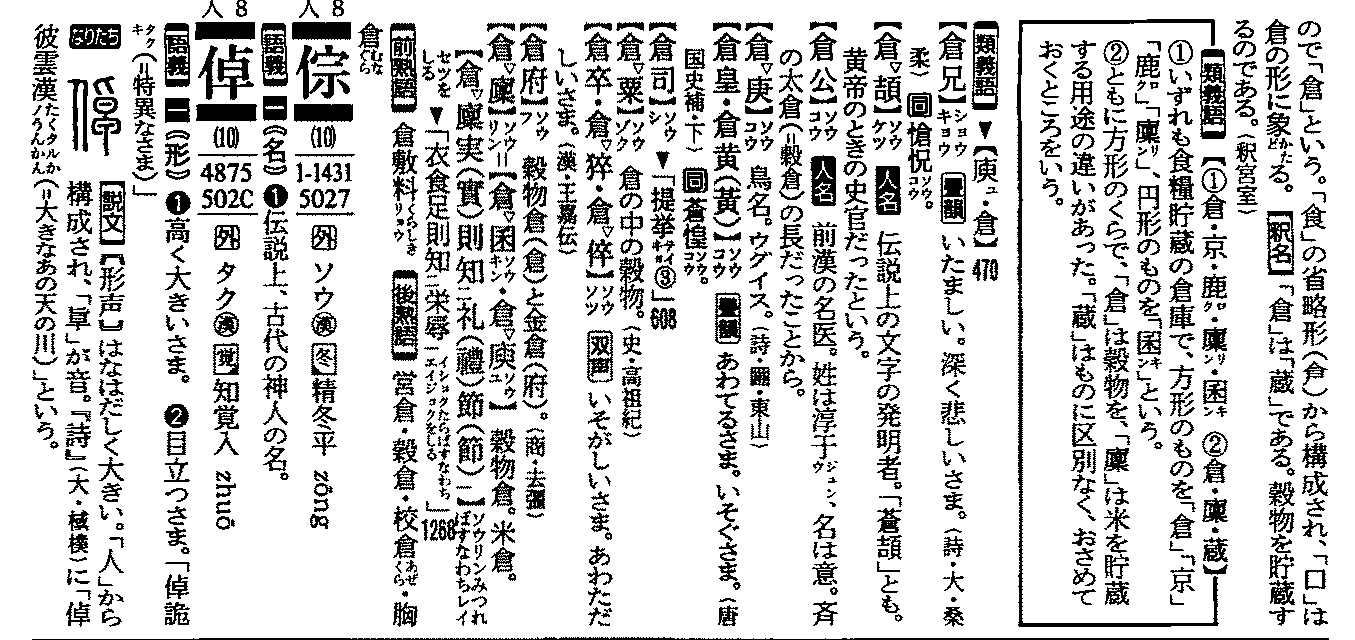 ので「倉」という。「食」の省略形(𠆢)から構成され、「口」は
倉の形に象かたどる。【釈名】「倉」は「蔵」である。穀物を貯蔵す
るのである。(釈宮室)
【類義語】【①倉・京・鹿ロク・廩リン・囷キン ②倉・廩・蔵】
①いずれも食糧貯蔵の倉庫で、方形のものを「倉」「京」
「鹿ロク」「廩リン」、円形のものを「囷キン」という。
②ともに方形のくらで、「倉」は穀物を、「廩」は米を貯蔵
する用途の違いがあった。「蔵」はものに区別なく、おさめて
おくところをいう。
類義語▼【庾ユ・倉】470
【倉兄】ショウキョウ 畳韻 いたましい。深く悲しいさま。(詩・大・桑
柔) 同 愴怳ソウコウ。
【倉▽頡】ソウケツ 人名 伝説上の文字の発明者。「蒼頡」とも。
黄帝のときの史官だったという。
【倉公】ソウコウ 人名 前漢の名医。姓は淳于ジュンウ、名は意。斉
の太倉(=穀倉)の長だったことから。
【倉▽庚】ソウコウ 鳥名。ウグイス。(詩・豳・東山)
【倉皇・倉黄(黃)】ソウコウ 畳韻 あわてるさま。いそぐさま。(唐
国史補・下) 同 蒼惶ソウコウ。
【倉司】ソウシ ▼「提挙テイキョ③」608
【倉▽粟】ソウゾク 倉の中の穀物。(史・高祖紀)
【倉卒・倉▽猝・倉▽倅】ソウソツ 双声 いそがしいさま。あわただ
しいさま。(漢・王嘉伝)
【倉府】ソウフ 穀物倉(倉)と金倉(府)。(商・去彊)
【倉▽廩】ソウリン=【倉▽囷ソウキン・倉▽庾ソウユ】 穀物倉。米倉。
【倉▽廩実(實)則知二礼(禮)節(節)一】ソウリンみつればすなわちレイ
セツをしる ▼「衣食足則知二栄辱一イショクたらばすなわちエイジョクをしる」1268
【前熟語】 倉敷料くらしきリョウ 【後熟語】 営倉・穀倉・校倉あぜくら・胸
倉むなぐら
人 8
倧 (10) 1-1431 5027 外 ソウ漢 冬 精冬平 zōng
語義 一(名)❶伝説上、古代の神人の名。
人 8
倬 (10) 4875 502C 外 タク漢 覚 知覚入 zhuō
語義 一(形)❶高く大きいさま。 ❷目立つさま。「倬詭
タクキ(=特異なさま)」
なりたち 説文【形声】はなはだしく大きい。「人」から
構成され、「卓」が音。『詩』(大・棫樸)に「倬
彼雲漢たくタルかノうんかん(=大きなあの天の川)」という。